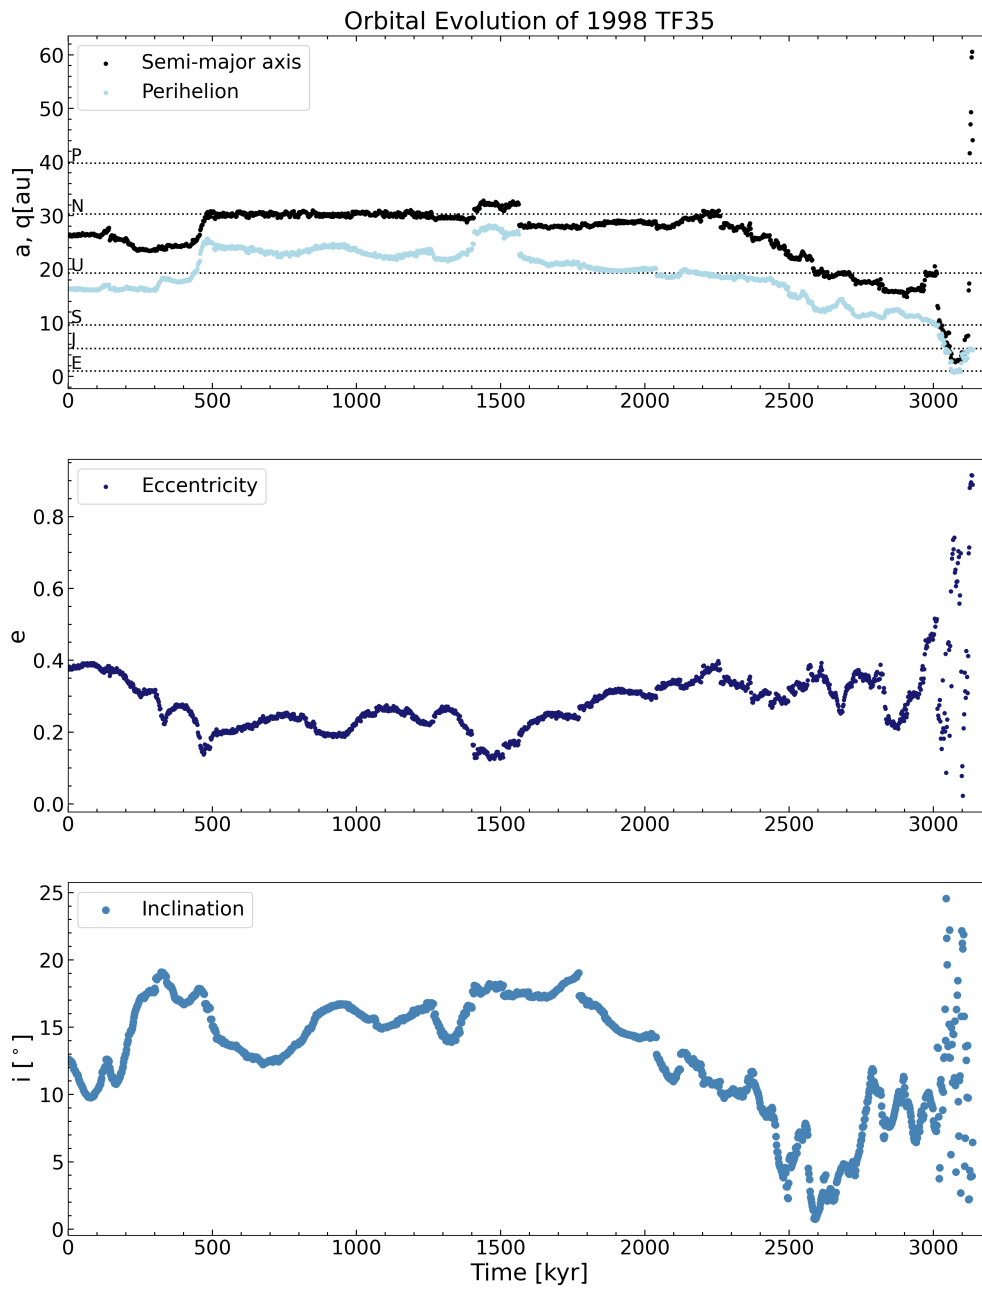 Orbital Evolution of 1998 TF35
Semi-major axis
Perihelion
a, q[au]
60
50
40
30
20
10
0
P
N
U
S
J
E
0 500 1000 1500 2000 2500 3000
Eccentricity
e
0.8
0.6
0.4
0.2
0.0
0 500 1000 1500 2000 2500 3000
Inclination
i [°]
25
20
15
10
5
0
0 500 1000 1500 2000 2500 3000
Time [kyr]